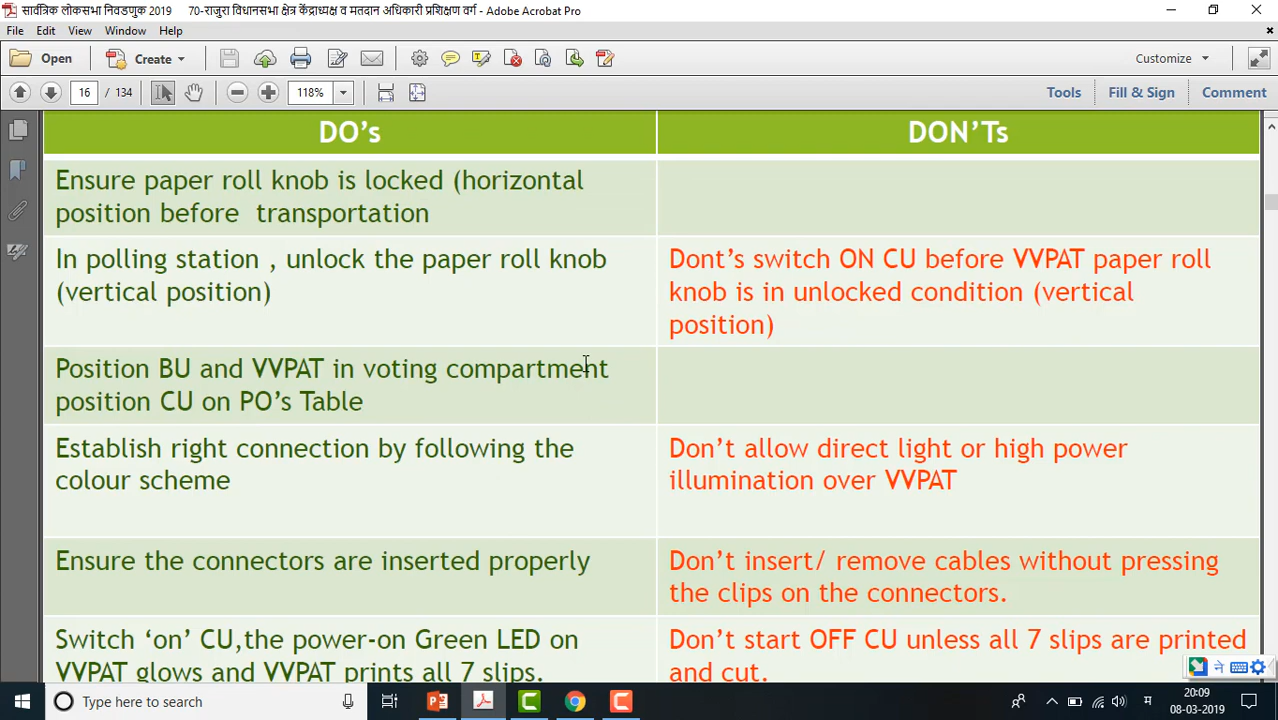 सार्वत्रिक लोकसभा निवडणुक 2019 70-राजुरा विधानसभा क्षेत्र केंद्राध्यक्ष व मतदान अधिकारी प्रशिक्षण वर्ग - Adobe Acrobat Pro
File Edit View Window Help
Open Create Customize
16 / 134 118% Tools Fill & Sign Comment
DO's DON'Ts
Ensure paper roll knob is locked (horizontal
position before transportation
In polling station , unlock the paper roll knob
(vertical position)
Dont's switch ON CU before VVPAT paper roll
knob is in unlocked condition (vertical
position)
Position BU and VVPAT in voting compartment
position CU on PO's Table
Establish right connection by following the
colour scheme
Don't allow direct light or high power
illumination over VVPAT
Ensure the connectors are inserted properly
Don't insert/ remove cables without pressing
the clips on the connectors.
Switch 'on' CU,the power-on Green LED on
VVPAT glows and VVPAT prints all 7 slips.
Don't start OFF CU unless all 7 slips are printed
and cut.
ने
Type here to search
म 20:09
08-03-2019